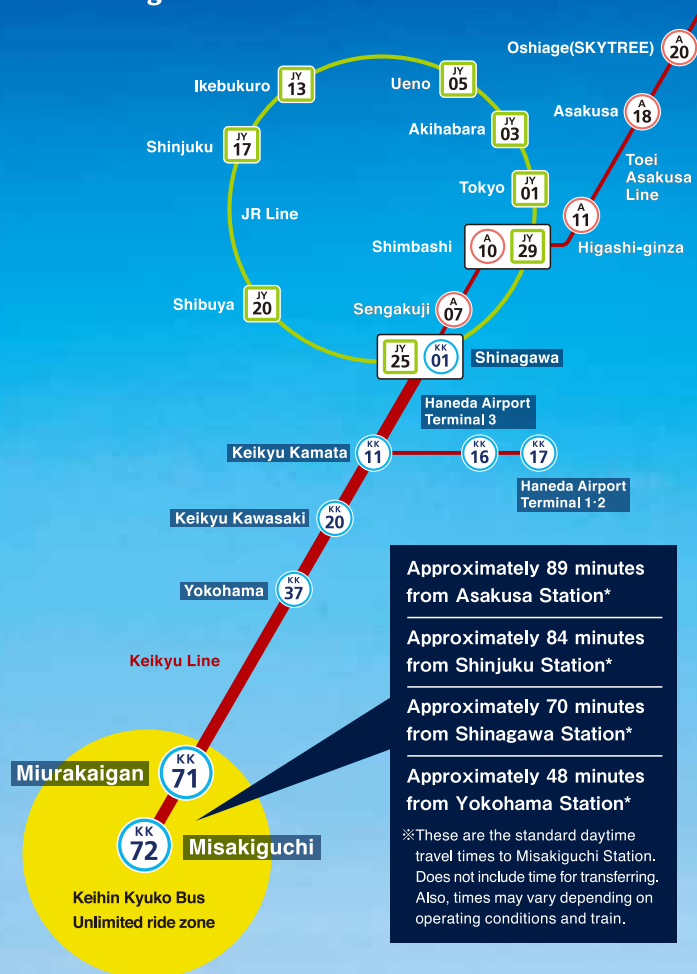 Oshiage(SKYTREE)
A
20
Ikebukuro
JY
13
Ueno
JY
05
Asakusa
A
18
Akihabara
JY
03
Shinjuku
JY
17
Toei
Asakusa
Line
Tokyo
JY
01
JR Line
A
11
Higashi-ginza
Shimbashi
A
10
JY
29
Shibuya
JY
20
Sengakuji
A
07
JY
25
KK
01
Shinagawa
Haneda Airport
Terminal 3
Keikyu Kamata
KK
11
KK
16
KK
17
Haneda Airport
Terminal 1·2
Keikyu Kawasaki
KK
20
Yokohama
KK
37
Keikyu Line
Approximately 89 minutes
from Asakusa Station*
Approximately 84 minutes
from Shinjuku Station*
Approximately 70 minutes
from Shinagawa Station*
Approximately 48 minutes
from Yokohama Station*
※These are the standard daytime
travel times to Misakiguchi Station.
Does not include time for transferring.
Also, times may vary depending on
operating conditions and train.
Miurakaigan
KK
71
KK
72
Misakiguchi
Keihin Kyuko Bus
Unlimited ride zone